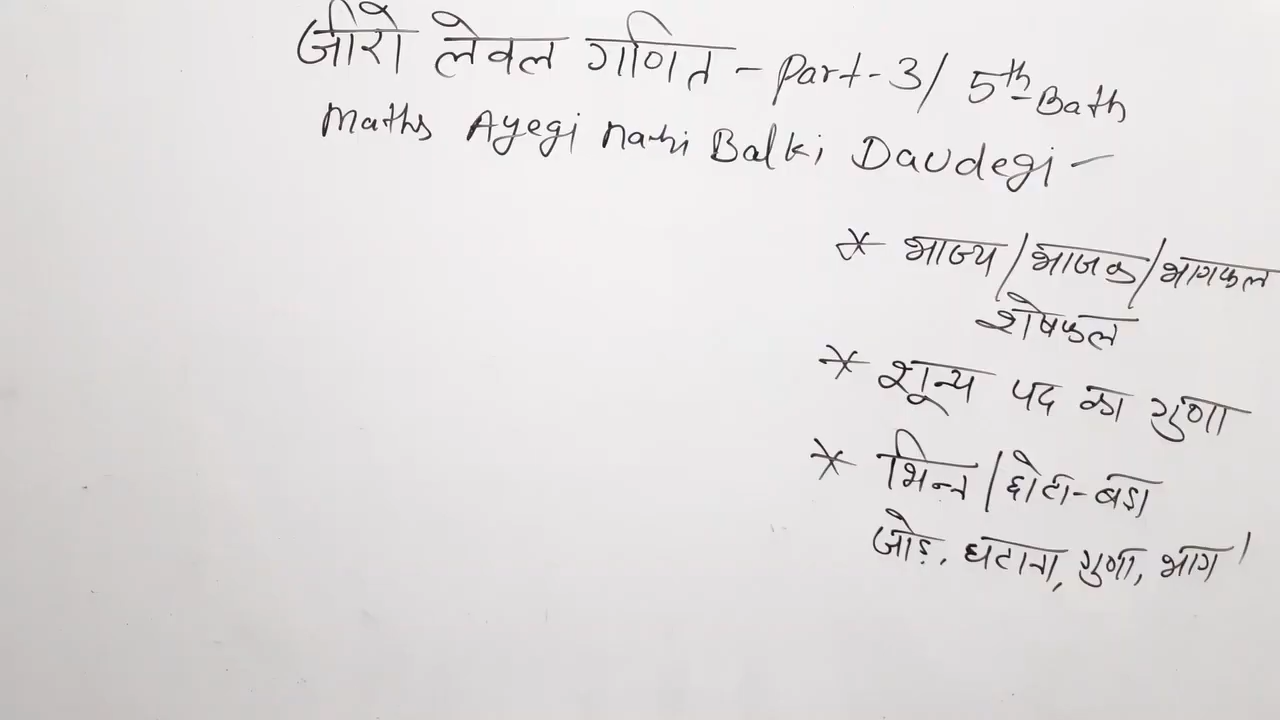 जीरो लेवल गणित - Part-3/ 5th Bath
Maths Ayegi Nahi Balki Daudegi -
* भाज्य/भाजक/भागफल
शेषफल
* शून्य पद का गुणा
* भिन्न/छोटा-बड़ा
जोड़, घटाना, गुणा, भाग